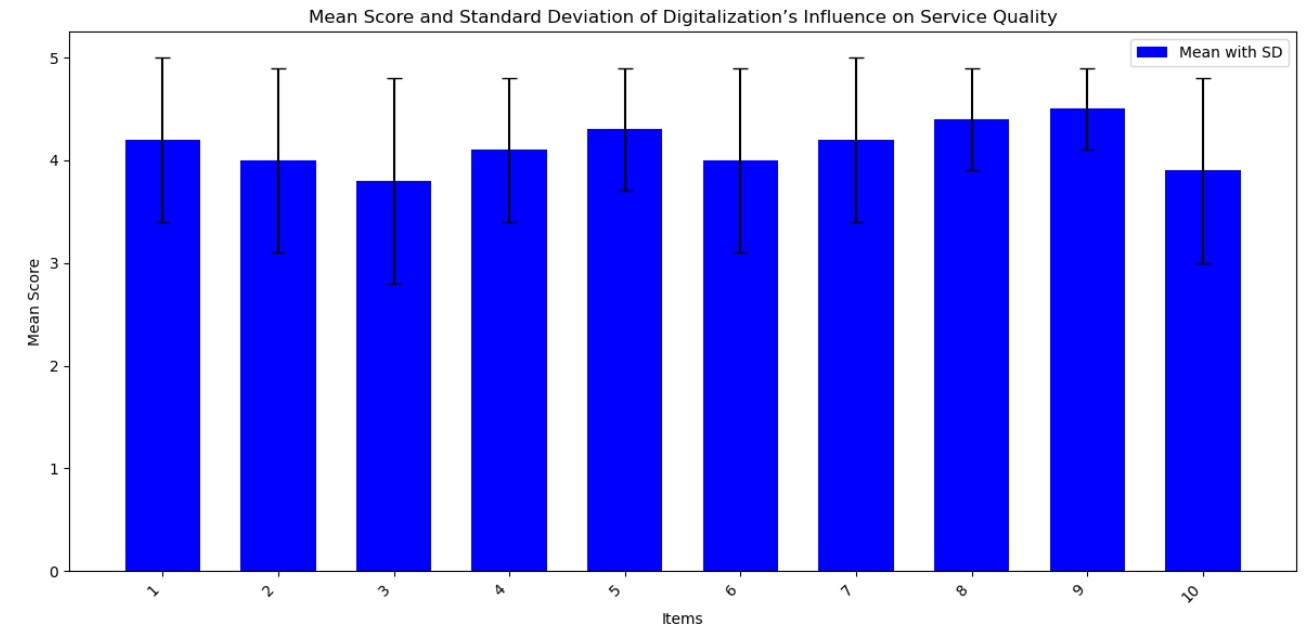 Mean Score and Standard Deviation of Digitalization’s Influence on Service Quality
Mean with SD
5
4
3
2
1
0
Mean Score
1 2 3 4 5 6 7 8 9 10
Items